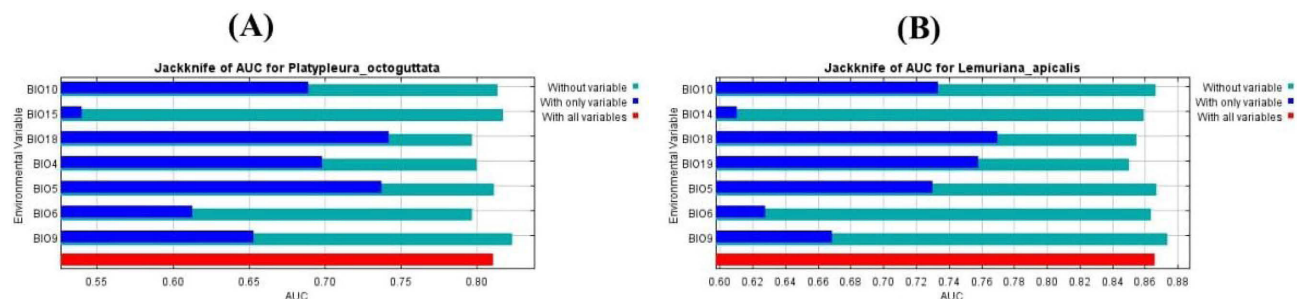 (A)
Jackknife of AUC for Platypleura_octoguttata
Environmental Variable
BIO10
BIO15
BIO18
BIO4
BIO5
BIO6
BIO9
0.55 0.60 0.65 0.70 0.75 0.80
AUC
Without variable
With only variable
With all variables
(B)
Jackknife of AUC for Lemuriana_apicalis
Environmental Variable
BIO10
BIO14
BIO18
BIO19
BIO5
BIO6
BIO9
0.60 0.62 0.64 0.66 0.68 0.70 0.72 0.74 0.76 0.78 0.80 0.82 0.84 0.86 0.88
AUC
Without variable
With only variable
With all variables